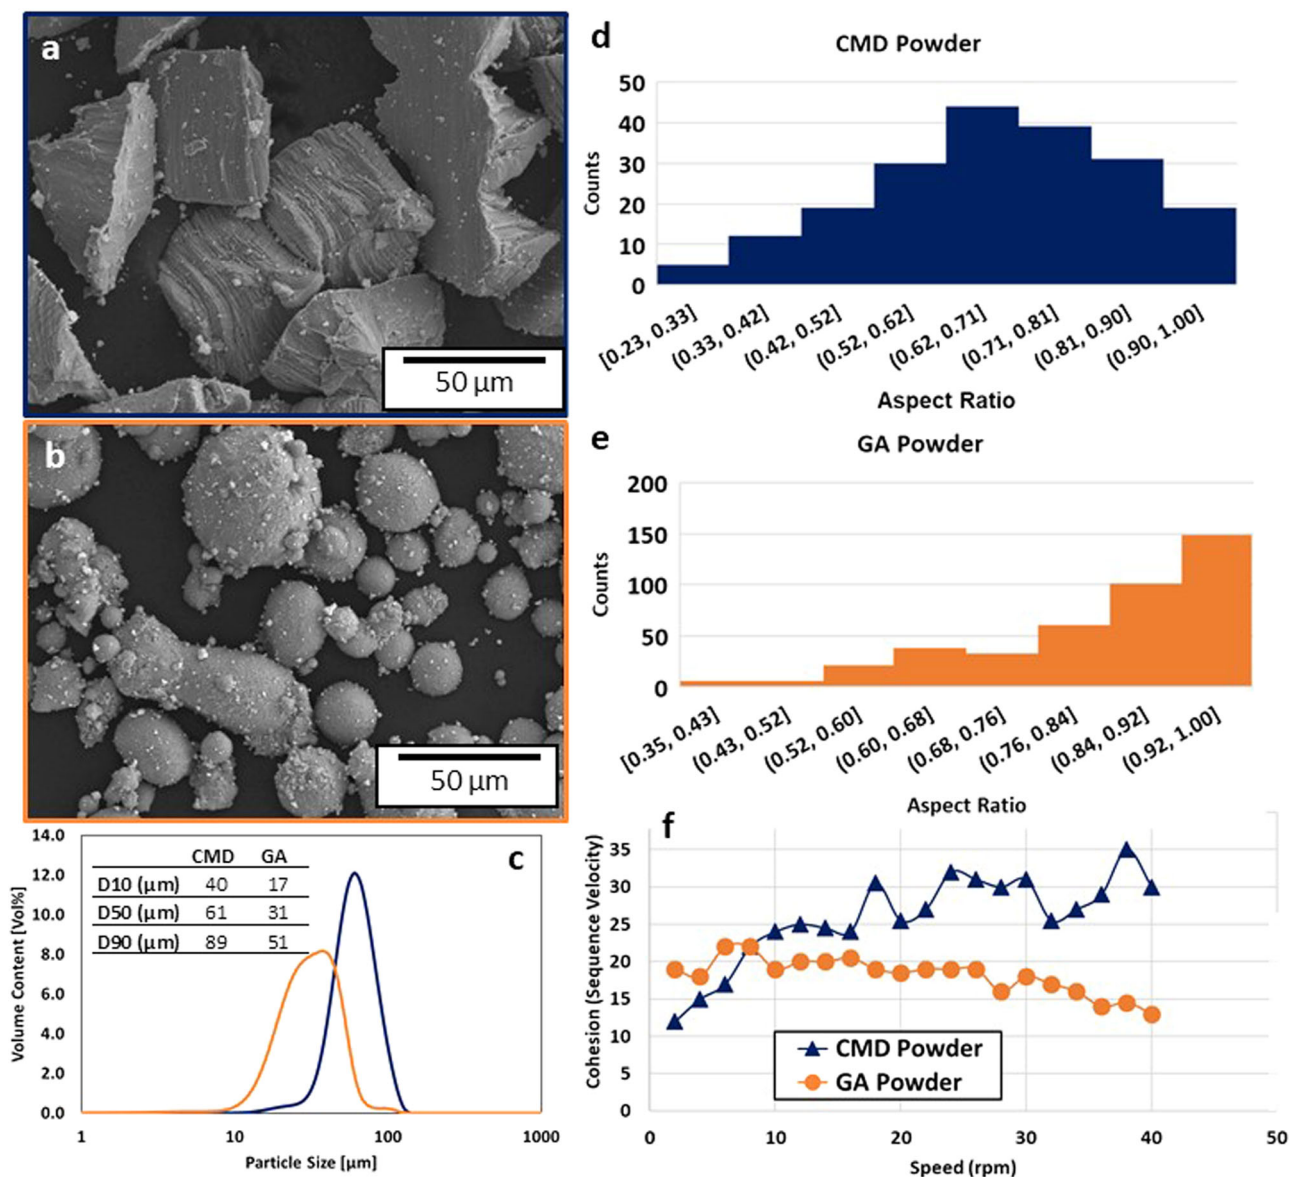 a
50 µm
b
50 µm
c
CMD GA
D10 (µm) 40 17
D50 (µm) 61 31
D90 (µm) 89 51
14.0
12.0
10.0
8.0
6.0
4.0
2.0
0.0
Volume Content [Vol%]
1 10 100 1000
Particle Size [µm]
d
CMD Powder
50
40
30
20
10
0
Counts
[0.23, 0.33]
(0.33, 0.42]
(0.42, 0.52]
(0.52, 0.62]
(0.62, 0.71]
(0.71, 0.81]
(0.81, 0.90]
(0.90, 1.00]
Aspect Ratio
e
GA Powder
200
150
100
50
0
Counts
[0.35, 0.43]
(0.43, 0.52]
(0.52, 0.60]
(0.60, 0.68]
(0.68, 0.76]
(0.76, 0.84]
(0.84, 0.92]
(0.92, 1.00]
Aspect Ratio
f
35
30
25
20
15
10
5
0
Cohesion (Sequence Velocity)
CMD Powder
GA Powder
0 10 20 30 40 50
Speed (rpm)